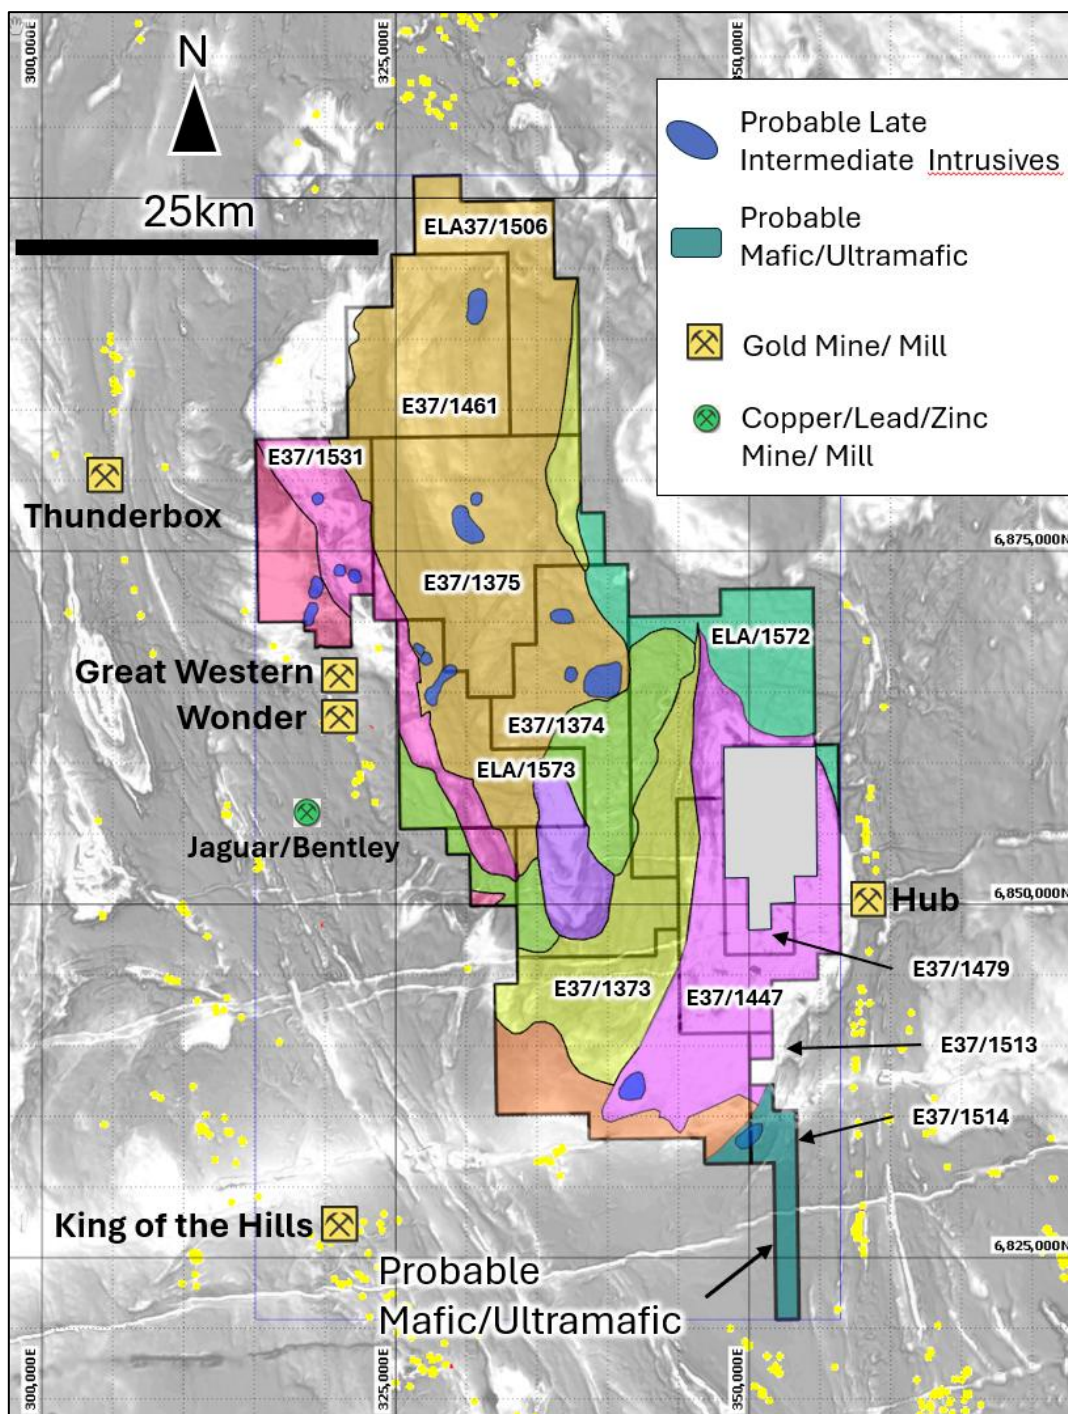 300,000E
325,000E
350,000E
N
25km
Probable Late
Intermediate Intrusives
Probable
Mafic/Ultramafic
Gold Mine/ Mill
Copper/Lead/Zinc
Mine/ Mill
ELA37/1506
E37/1461
E37/1531
Thunderbox
6,875,000N
E37/1375
ELA/1572
Great Western
Wonder
E37/1374
ELA/1573
Jaguar/Bentley
6,850,000N
Hub
E37/1479
E37/1373
E37/1447
E37/1513
E37/1514
King of the Hills
6,825,000N
Probable
Mafic/Ultramafic
300,000E
325,000E
350,000E